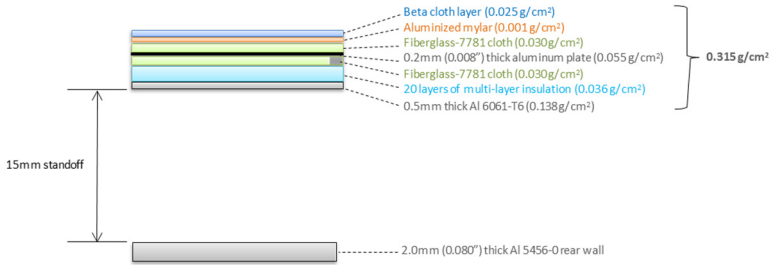 Beta cloth layer (0.025 g/cm²)
Aluminized mylar (0.001 g/cm²)
Fiberglass-7781 cloth (0.030 g/cm²)
0.2mm (0.008”) thick aluminum plate (0.055 g/cm²)
0.315 g/cm²
Fiberglass-7781 cloth (0.030 g/cm²)
20 layers of multi-layer insulation (0.036 g/cm²)
0.5mm thick Al 6061-T6 (0.138 g/cm²)
15mm standoff
2.0mm (0.080”) thick Al 5456-0 rear wall